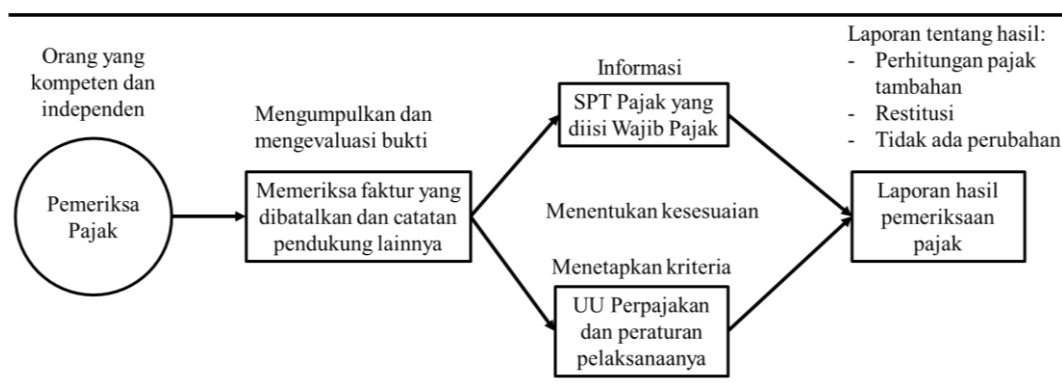 Orang yang
kompeten dan
independen
Pemeriksa
Pajak
Mengumpulkan dan
mengevaluasi bukti
Memeriksa faktur yang
dibatalkan dan catatan
pendukung lainnya
Informasi
SPT Pajak yang
diisi Wajib Pajak
Menentukan kesesuaian
Menetapkan kriteria
UU Perpajakan
dan peraturan
pelaksanaanya
Laporan tentang hasil:
- Perhitungan pajak
tambahan
- Restitusi
- Tidak ada perubahan
Laporan hasil
pemeriksaan
pajak